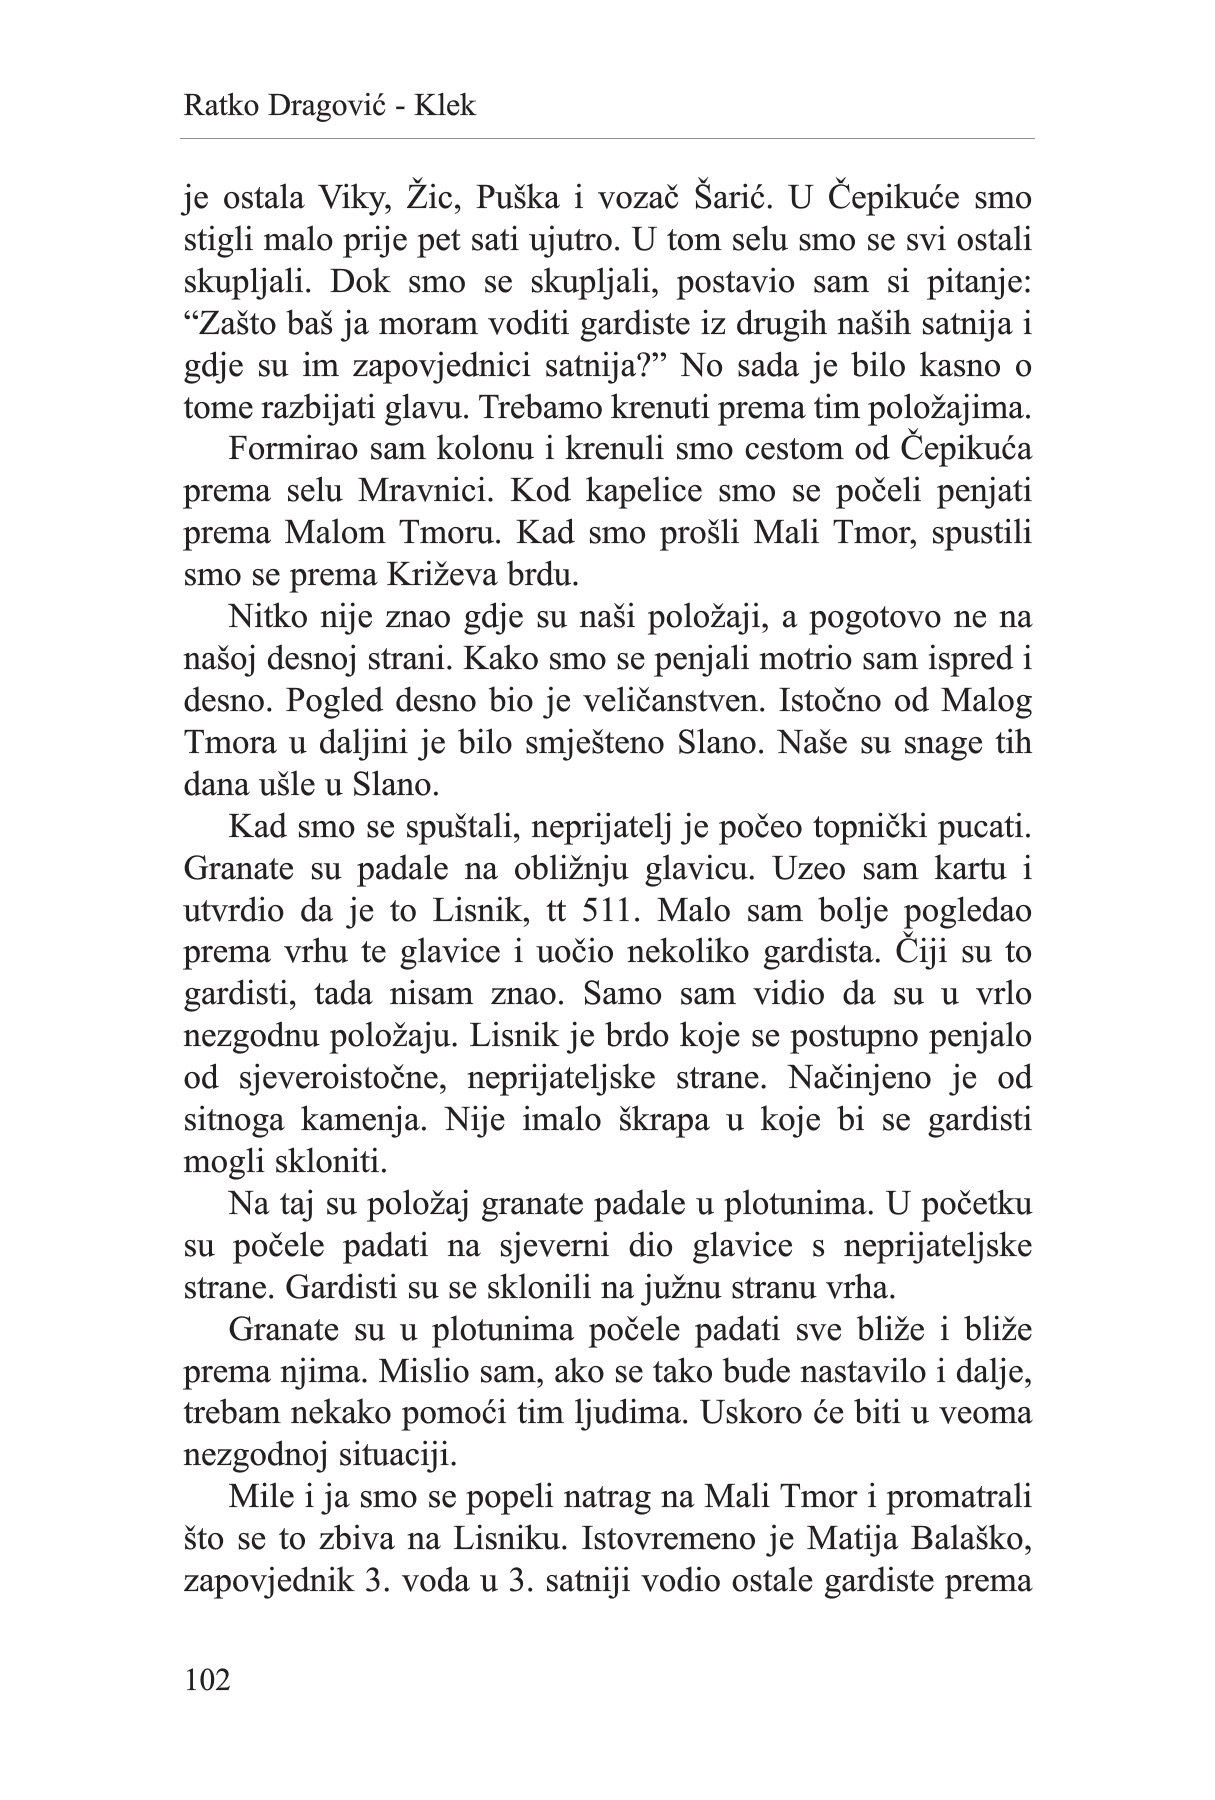 Ratko Dragović - Klek
je ostala Viky, Žic, Puška i vozač Šarić. U Čepikuće smo
stigli malo prije pet sati ujutro. U tom selu smo se svi ostali
skupljali. Dok smo se skupljali, postavio sam si pitanje:
“Zašto baš ja moram voditi gardiste iz drugih naših satnija i
gdje su im zapovjednici satnija?” No sada je bilo kasno o
tome razbijati glavu. Trebamo krenuti prema tim položajima.
Formirao sam kolonu i krenuli smo cestom od Čepikuća
prema selu Mravnici. Kod kapelice smo se počeli penjati
prema Malom Tmoru. Kad smo prošli Mali Tmor, spustili
smo se prema Križeva brdu.
Nitko nije znao gdje su naši položaji, a pogotovo ne na
našoj desnoj strani. Kako smo se penjali motrio sam ispred i
desno. Pogled desno bio je veličanstven. Istočno od Malog
Tmora u daljini je bilo smješteno Slano. Naše su snage tih
dana ušle u Slano.
Kad smo se spuštali, neprijatelj je počeo topnički pucati.
Granate su padale na obližnju glavicu. Uzeo sam kartu i
utvrdio da je to Lisnik, tt 511. Malo sam bolje pogledao
prema vrhu te glavice i uočio nekoliko gardista. Čiji su to
gardisti, tada nisam znao. Samo sam vidio da su u vrlo
nezgodnu položaju. Lisnik je brdo koje se postupno penjalo
od sjeveroistočne, neprijateljske strane. Načinjeno je od
sitnoga kamenja. Nije imalo škrapa u koje bi se gardisti
mogli skloniti.
Na taj su položaj granate padale u plotunima. U početku
su počele padati na sjeverni dio glavice s neprijateljske
strane. Gardisti su se sklonili na južnu stranu vrha.
Granate su u plotunima počele padati sve bliže i bliže
prema njima. Mislio sam, ako se tako bude nastavilo i dalje,
trebam nekako pomoći tim ljudima. Uskoro će biti u veoma
nezgodnoj situaciji.
Mile i ja smo se popeli natrag na Mali Tmor i promatrali
što se to zbiva na Lisniku. Istovremeno je Matija Balaško,
zapovjednik 3. voda u 3. satniji vodio ostale gardiste prema
102